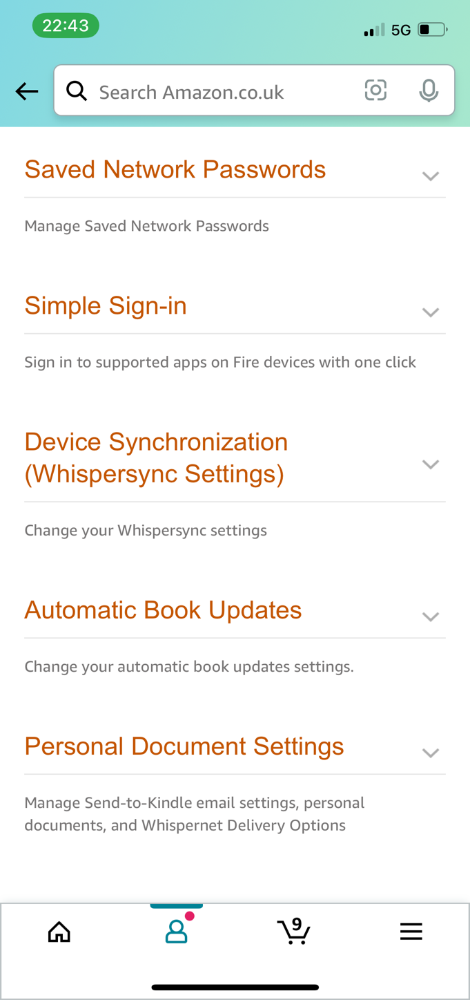 22:43
5G
Search Amazon.co.uk
Saved Network Passwords
Manage Saved Network Passwords
Simple Sign-in
Sign in to supported apps on Fire devices with one click
Device Synchronization
(Whispersync Settings)
Change your Whispersync settings
Automatic Book Updates
Change your automatic book updates settings.
Personal Document Settings
Manage Send-to-Kindle email settings, personal
documents, and Whispernet Delivery Options
9